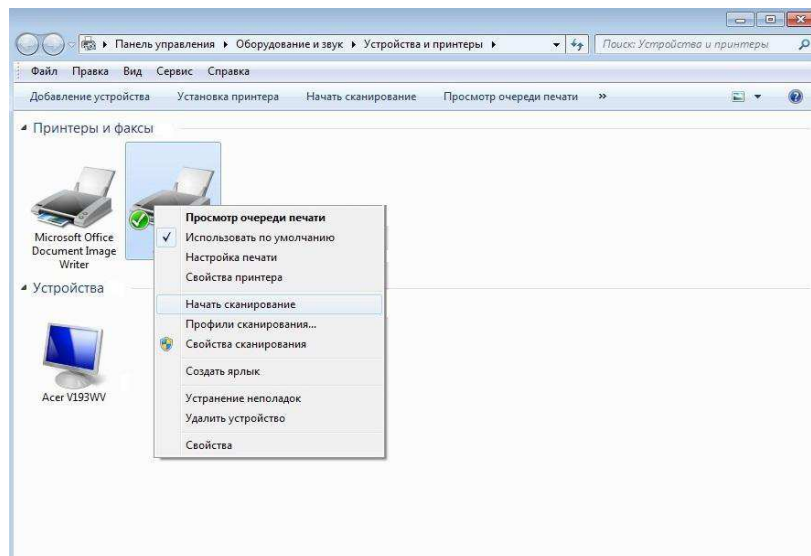 Панель управления Оборудование и звук Устройства и принтеры Поиск: Устройства и принтеры
Файл Правка Вид Сервис Справка
Добавление устройства Установка принтера Начать сканирование Просмотр очереди печати »
Принтеры и факсы
Microsoft Office
Document Image
Writer
Просмотр очереди печати
Использовать по умолчанию
Настройка печати
Свойства принтера
Начать сканирование
Профили сканирования...
Свойства сканирования
Создать ярлык
Устранение неполадок
Удалить устройство
Свойства
Устройства
Acer V193WV